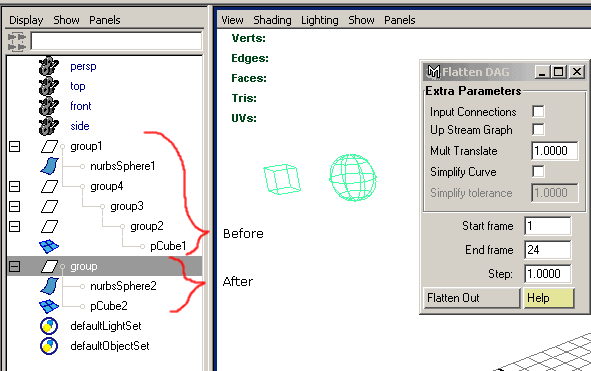 Display Show Panels
persp
top
front
side
group1
nurbsSphere1
group4
group3
group2
pCube1
group
nurbsSphere2
pCube2
defaultLightSet
defaultObjectSet
View Shading Lighting Show Panels
Verts:
Edges:
Faces:
Tris:
UVs:
Before
After
Flatten DAG
Extra Parameters
Input Connections
Up Stream Graph
Mult Translate 1.0000
Simplify Curve
Simplify tolerance 1.0000
Start frame 1
End frame 24
Step: 1.0000
Flatten Out Help